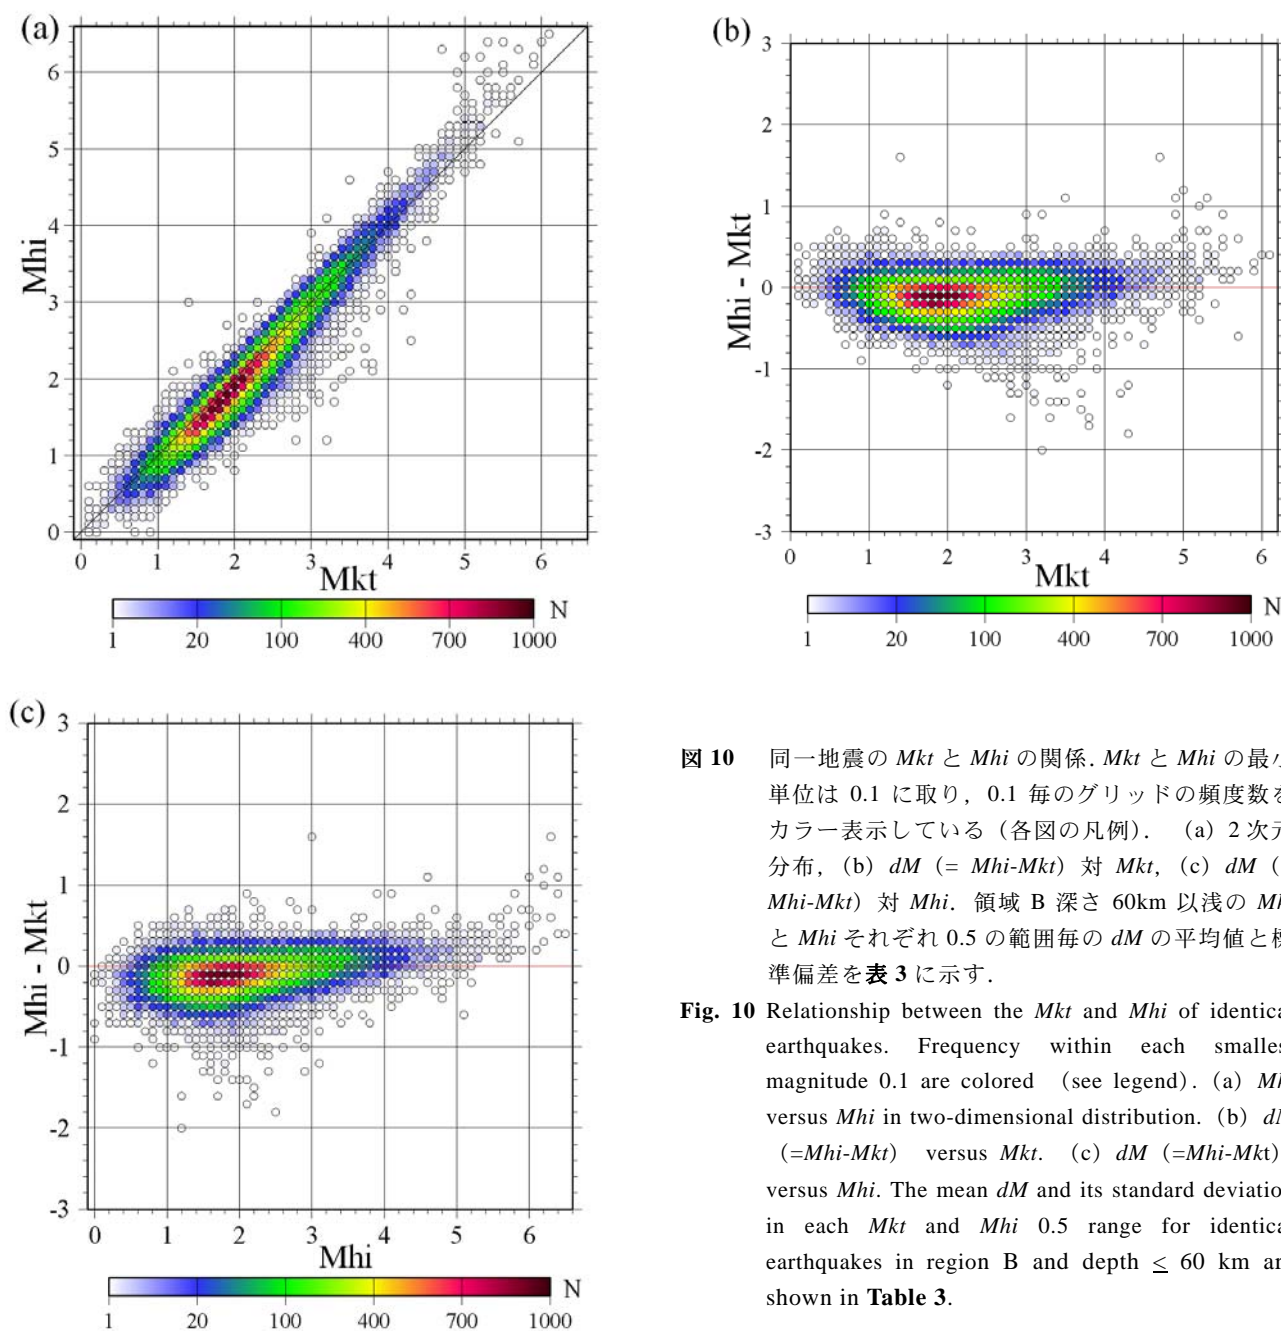 (a)
6
5
4
3
2
1
0
Mhi
0 1 2 3 4 5 6
Mkt
N
1 20 100 400 700 1000
(b)
3
2
1
0
-1
-2
-3
Mhi - Mkt
0 1 2 3 4 5 6
Mkt
N
1 20 100 400 700 1000
(c)
3
2
1
0
-1
-2
-3
Mhi - Mkt
0 1 2 3 4 5 6
Mhi
N
1 20 100 400 700 1000
図 10 同一地震の Mkt と Mhi の関係. Mkt と Mhi の最
単位は 0.1 に取り，0.1 毎のグリッドの頻度数を
カラー表示している（各図の凡例）. （a）2 次元
分布,（b）dM（= Mhi-Mkt）対 Mkt,（c）dM（
Mhi-Mkt）対 Mhi. 領域 B 深さ 60km 以浅の
と Mhi それぞれ 0.5 の範囲毎の dM の平均値と
準偏差を表 3 に示す.
Fig. 10 Relationship between the Mkt and Mhi of identica
earthquakes. Frequency within each smalles
magnitude 0.1 are colored （see legend）.（a）
versus Mhi in two-dimensional distribution.（b）
（=Mhi-Mkt） versus Mkt. （c）dM（=Mhi-Mkt）
versus Mhi. The mean dM and its standard deviation
in each Mkt and Mhi 0.5 range for identica
earthquakes in region B and depth ≤ 60 km ar
shown in Table 3.